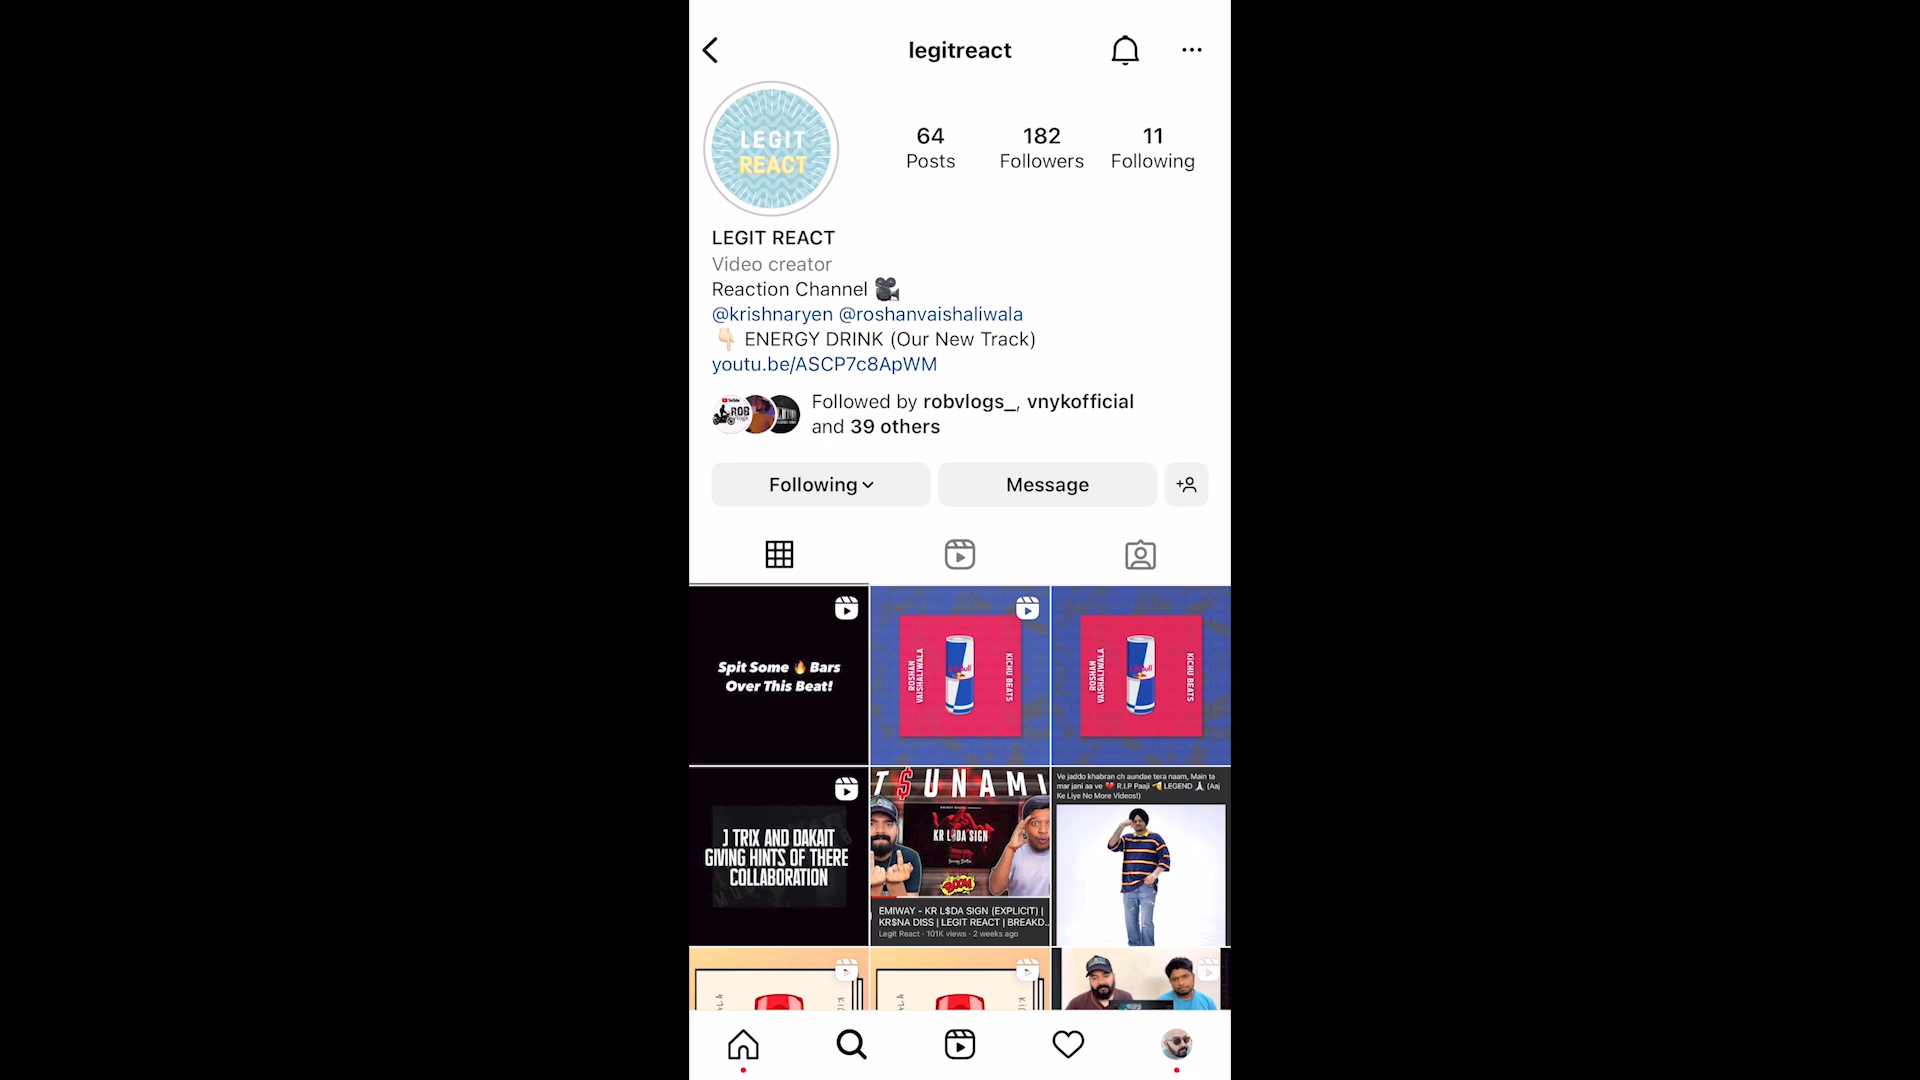 legitreact
LEGIT
REACT
64
Posts
182
Followers
11
Following
LEGIT REACT
Video creator
Reaction Channel 🎥
@krishnaryen @roshanvaishaliwala
👇🏻 ENERGY DRINK (Our New Track)
youtu.be/ASCP7c8ApWM
YouTube
ROB
Followed by robvlogs_, vnykofficial
and 39 others
Following
Message
Spit Some 🔥 Bars
Over This Beat!
ROSHAN
VAISHALIWALA
KICHU BEATS
ROSHAN
VAISHALIWALA
KICHU BEATS
J TRIX AND DAKAIT
GIVING HINTS OF THERE
COLLABORATION
T$UNAMI
KR L$DA SIGN
BOOM
EMIWAY - KR L$DA SIGN (EXPLICIT) |
KR$NA DISS | LEGIT REACT | BREAKD...
Legit React · 101K views · 2 weeks ago
Ve jaddo khabran ch aundae tera naam, Main ta
mar jani aa ve 💔 R.I.P Paaji 🫡 LEGEND 🙏🏻 (Aaj
Ke Liye No More Videos!)